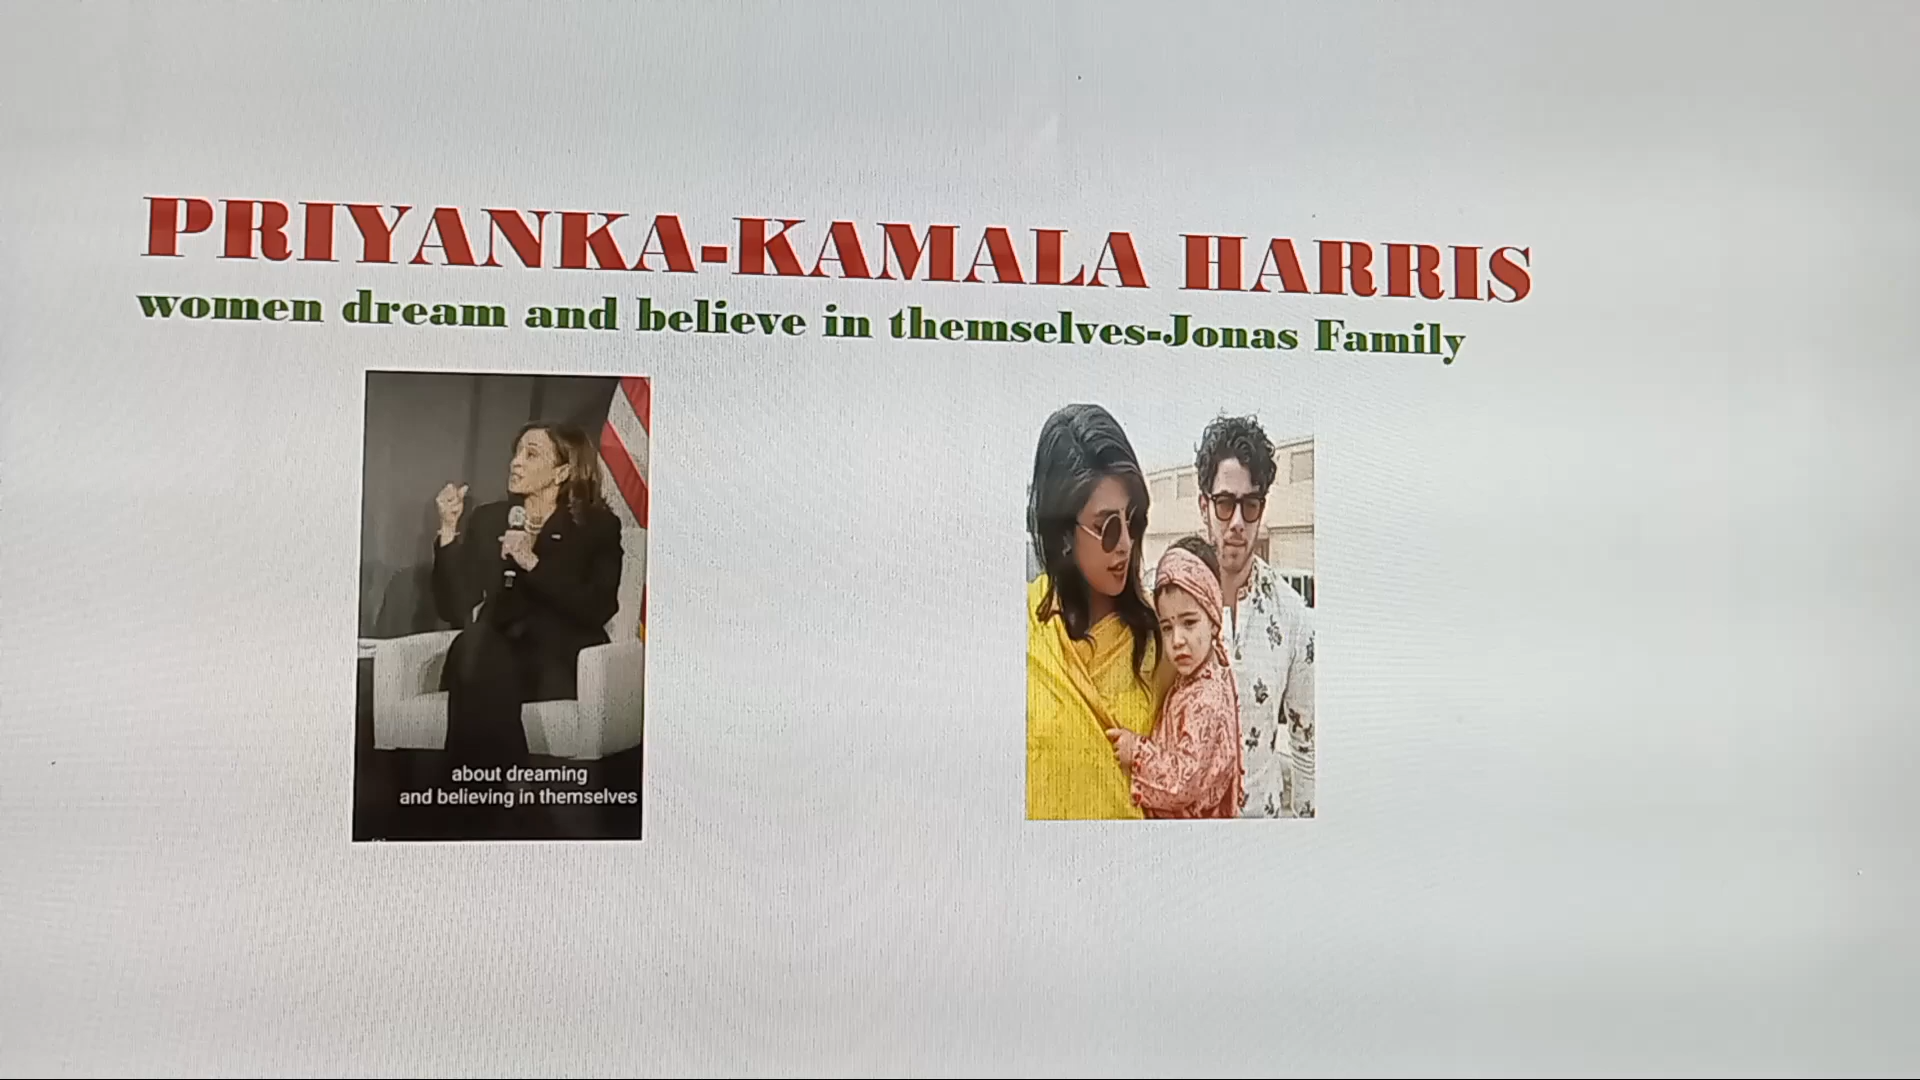 PRIYANKA-KAMALA HARRIS
women dream and believe in themselves-Jonas Family
about dreaming
and believing in themselves